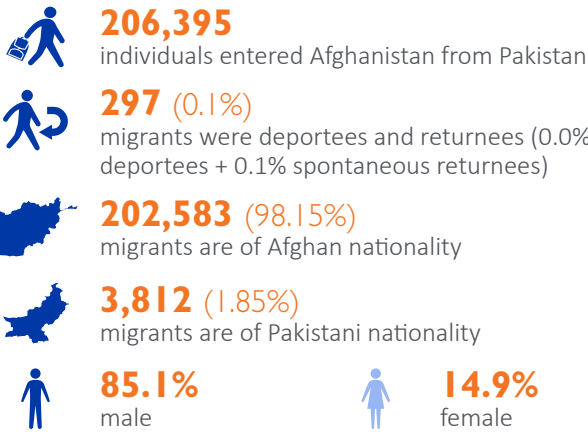 206,395
individuals entered Afghanistan from Pakistan
297 (0.1%)
migrants were deportees and returnees (0.0%
deportees + 0.1% spontaneous returnees)
202,583 (98.15%)
migrants are of Afghan nationality
3,812 (1.85%)
migrants are of Pakistani nationality
85.1% 14.9%
male female